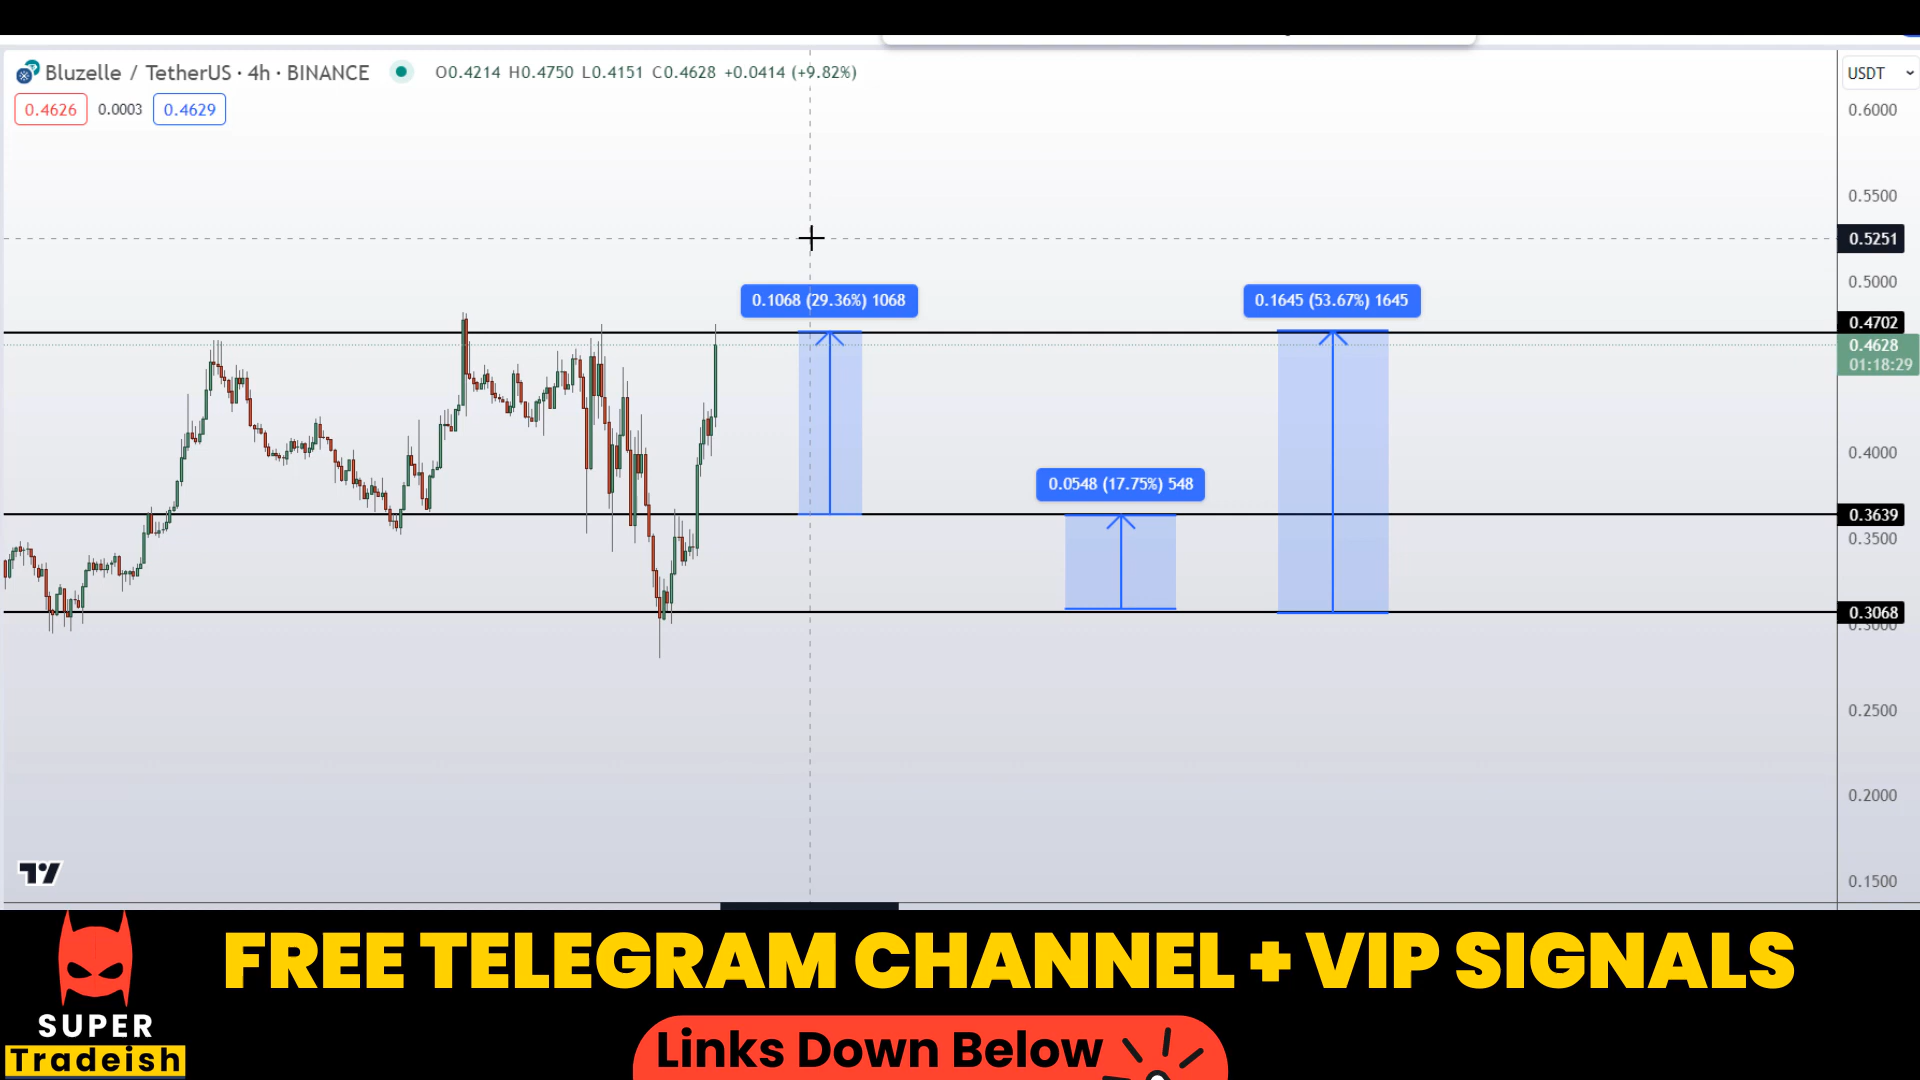 Bluzelle / TetherUS · 4h · BINANCE O0.4214 H0.4750 L0.4151 C0.4628 +0.0414 (+9.82%)
USDT
0.4626 0.0003 0.4629
0.6000
0.5500
0.5251
0.5000
0.1068 (29.36%) 1068
0.1645 (53.67%) 1645
0.4702
0.4628
01:18:29
0.4000
0.0548 (17.75%) 548
0.3639
0.3500
0.3068
0.3000
0.2500
0.2000
0.1500
FREE TELEGRAM CHANNEL + VIP SIGNALS
SUPER
Tradeish
Links Down Below